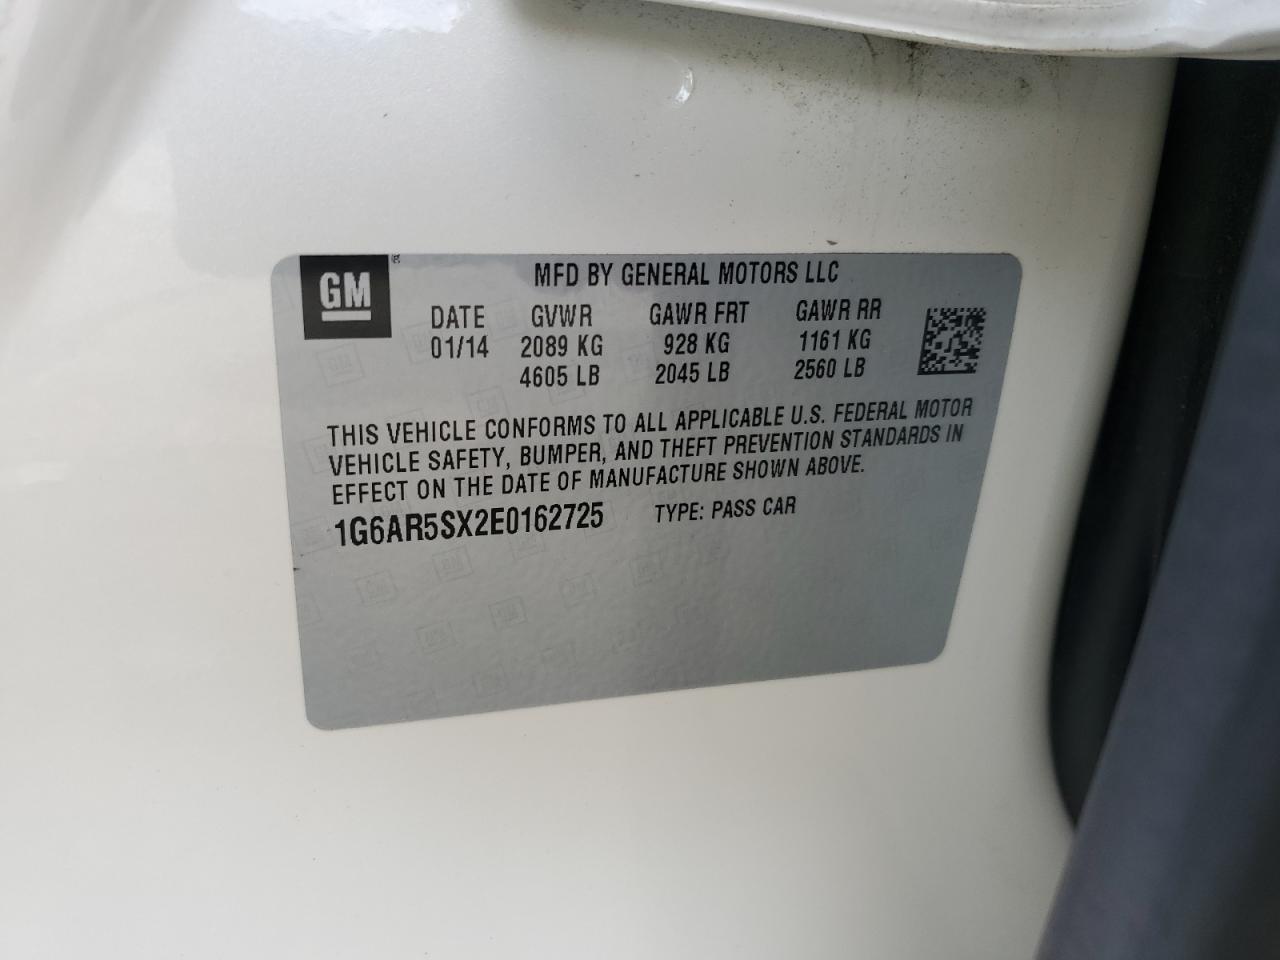 GM
MFD BY GENERAL MOTORS LLC
DATE GVWR GAWR FRT GAWR RR
01/14 2089 KG 928 KG 1161 KG
4605 LB 2045 LB 2560 LB
THIS VEHICLE CONFORMS TO ALL APPLICABLE U.S. FEDERAL MOTOR
VEHICLE SAFETY, BUMPER, AND THEFT PREVENTION STANDARDS IN
EFFECT ON THE DATE OF MANUFACTURE SHOWN ABOVE.
1G6AR5SX2E0162725 TYPE: PASS CAR